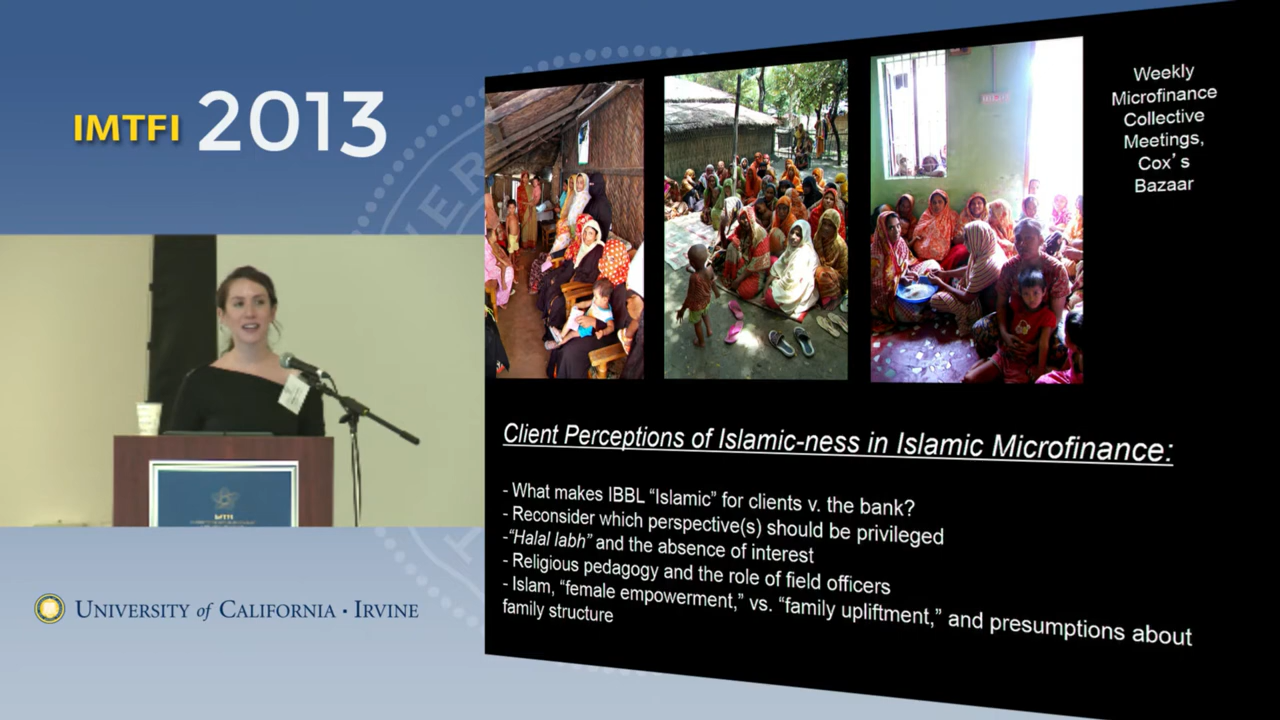 IMTFI 2013
Weekly
Microfinance
Collective
Meetings,
Cox's
Bazaar
Client Perceptions of Islamic-ness in Islamic Microfinance:
- What makes IBBL “Islamic” for clients v. the bank?
- Reconsider which perspective(s) should be privileged
-“Halal labh” and the absence of interest
- Religious pedagogy and the role of field officers
- Islam, “female empowerment,” vs. “family upliftment,” and presumptions about
family structure
IMTFI
UNIVERSITY of CALIFORNIA · IRVINE